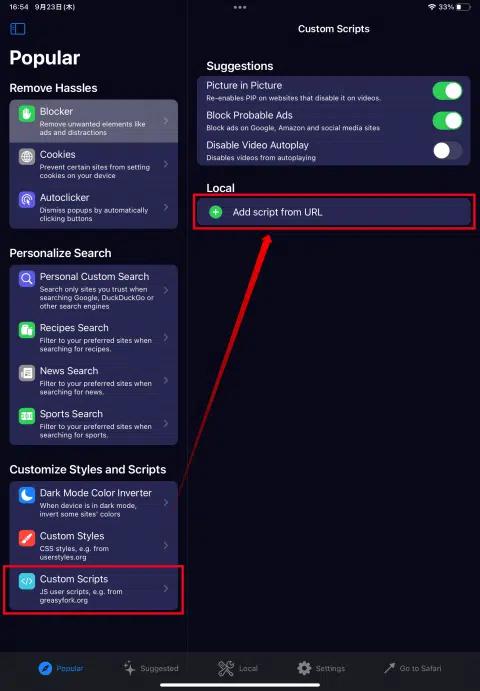 16:54 9月23日(木)
33%
Popular
Remove Hassles
Blocker
Remove unwanted elements like
ads and distractions
Cookies
Prevent certain sites from setting
cookies on your device
Autoclicker
Dismiss popups by automatically
clicking buttons
Personalize Search
Personal Custom Search
Search only sites you trust when
searching Google, DuckDuckGo or
other search engines
Recipes Search
Filter to your preferred sites when
searching for recipes.
News Search
Filter to your preferred sites when
searching for news.
Sports Search
Filter to your preferred sites when
searching for sports.
Customize Styles and Scripts
Dark Mode Color Inverter
When device is in dark mode,
invert some sites' colors
Custom Styles
CSS styles, e.g. from
userstyles.org
Custom Scripts
JS user scripts, e.g. from
greasyfork.org
Custom Scripts
Suggestions
Picture in Picture
Re-enables PIP on websites that disable it on videos.
Block Probable Ads
Block ads on Google, Amazon and social media sites
Disable Video Autoplay
Disables videos from autoplaying
Local
Add script from URL
Popular
Suggested
Local
Settings
Go to Safari